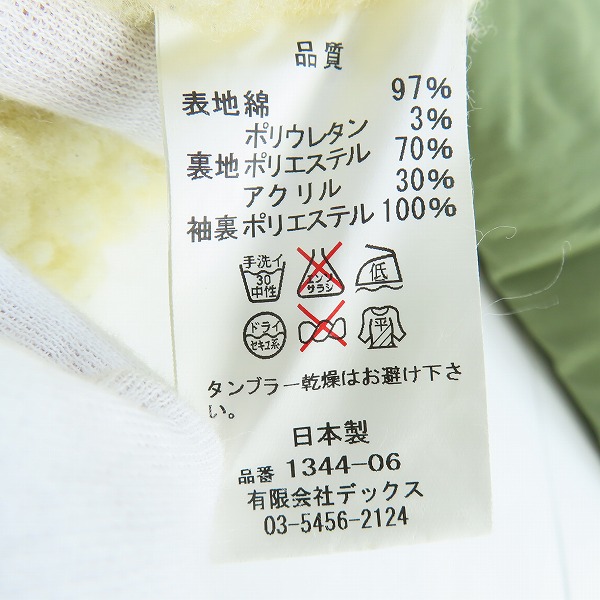 品質
表地綿 97%
ポリウレタン 3%
裏地ポリエステル 70%
アクリル 30%
袖裏ポリエステル 100%
手洗イ
30
中性
エンソ
サラシ
低
ドライ
セキユ系
平
タンブラー乾燥はお避け下さ
い。
日本製
品番 1344-06
有限会社デックス
03-5456-2124